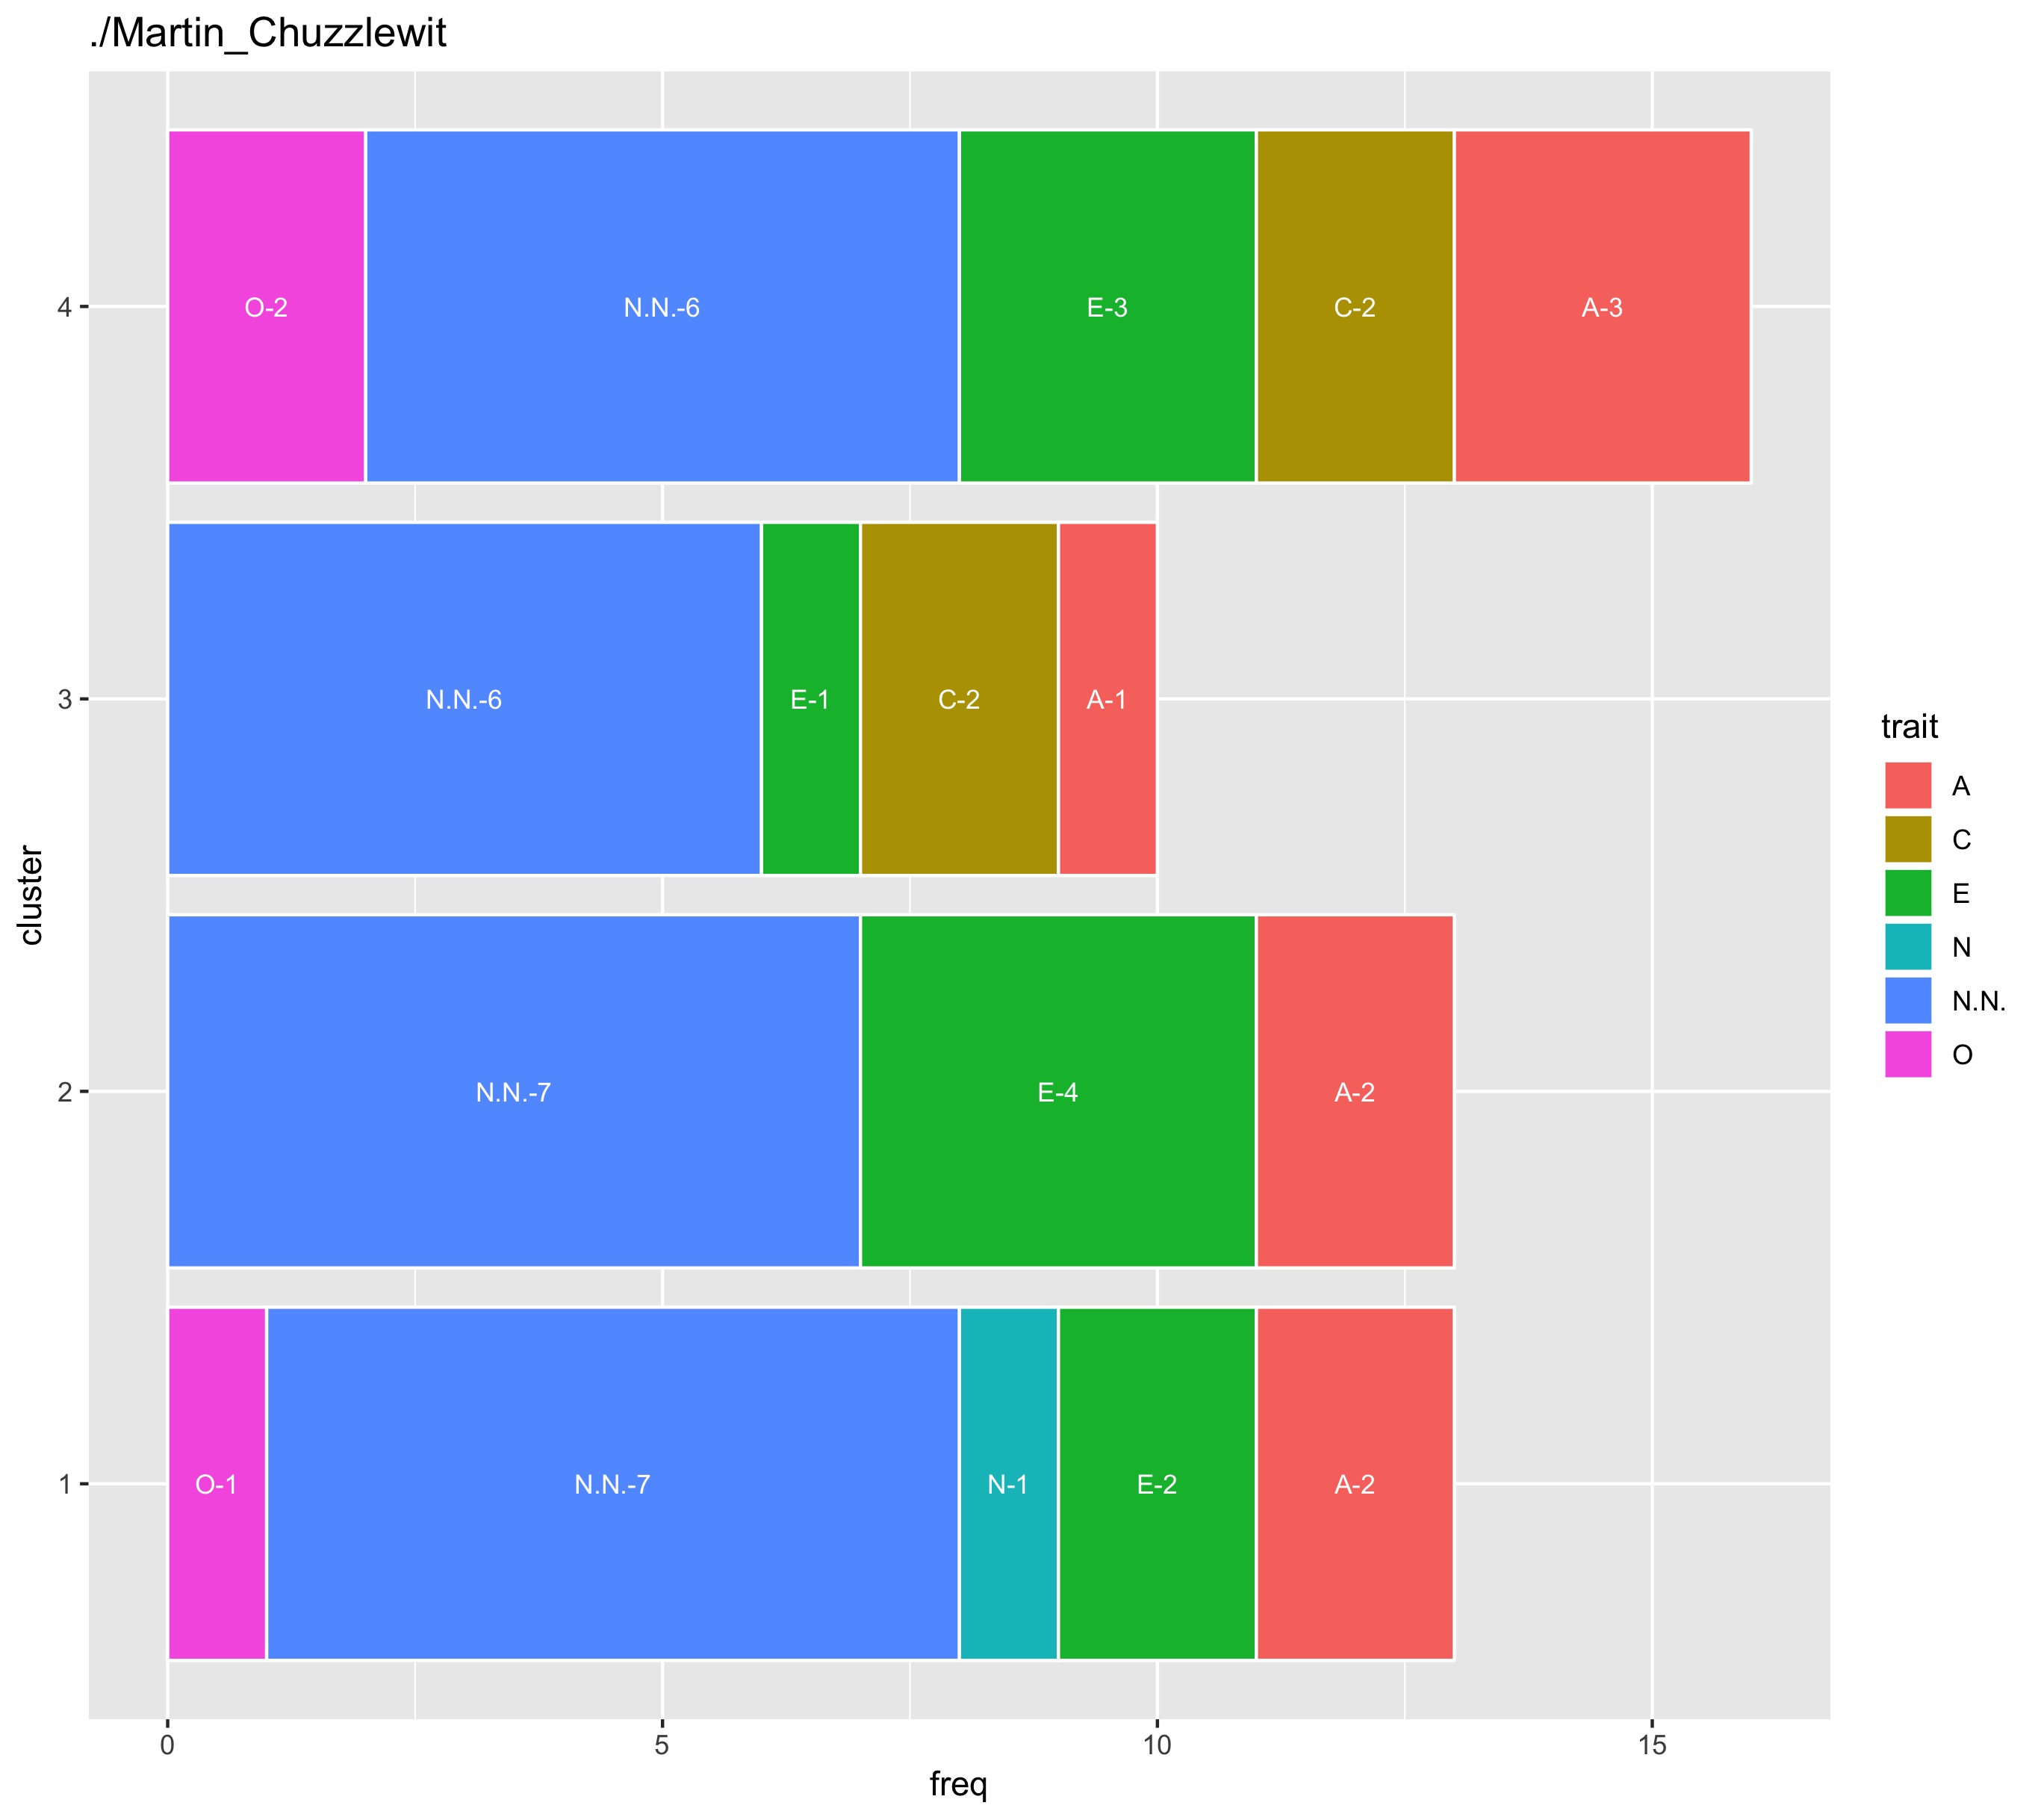 ./Martin_Chuzzlewit
cluster
4
O-2 N.N.-6 E-3 C-2 A-3
3
N.N.-6 E-1 C-2 A-1
2
N.N.-7 E-4 A-2
1
O-1 N.N.-7 N-1 E-2 A-2
0 5 10 15
freq
trait
A
C
E
N
N.N.
O